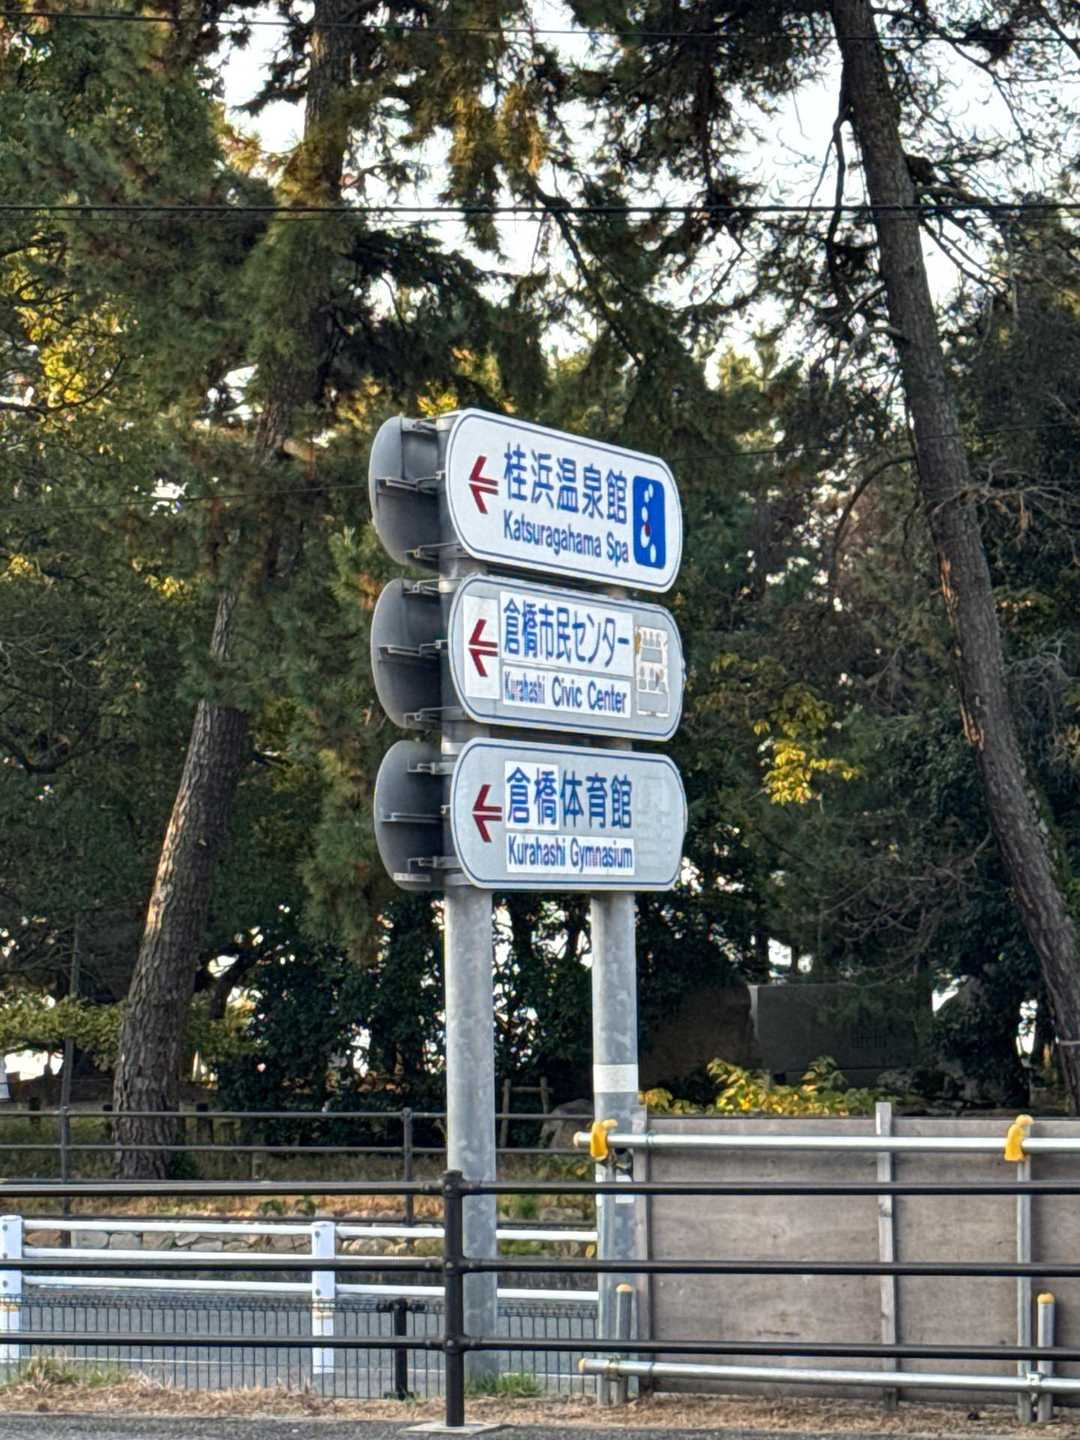 桂浜温泉館
Katsuragahama Spa
倉橋市民センター
Kurahashi Civic Center
倉橋体育館
Kurahashi Gymnasium